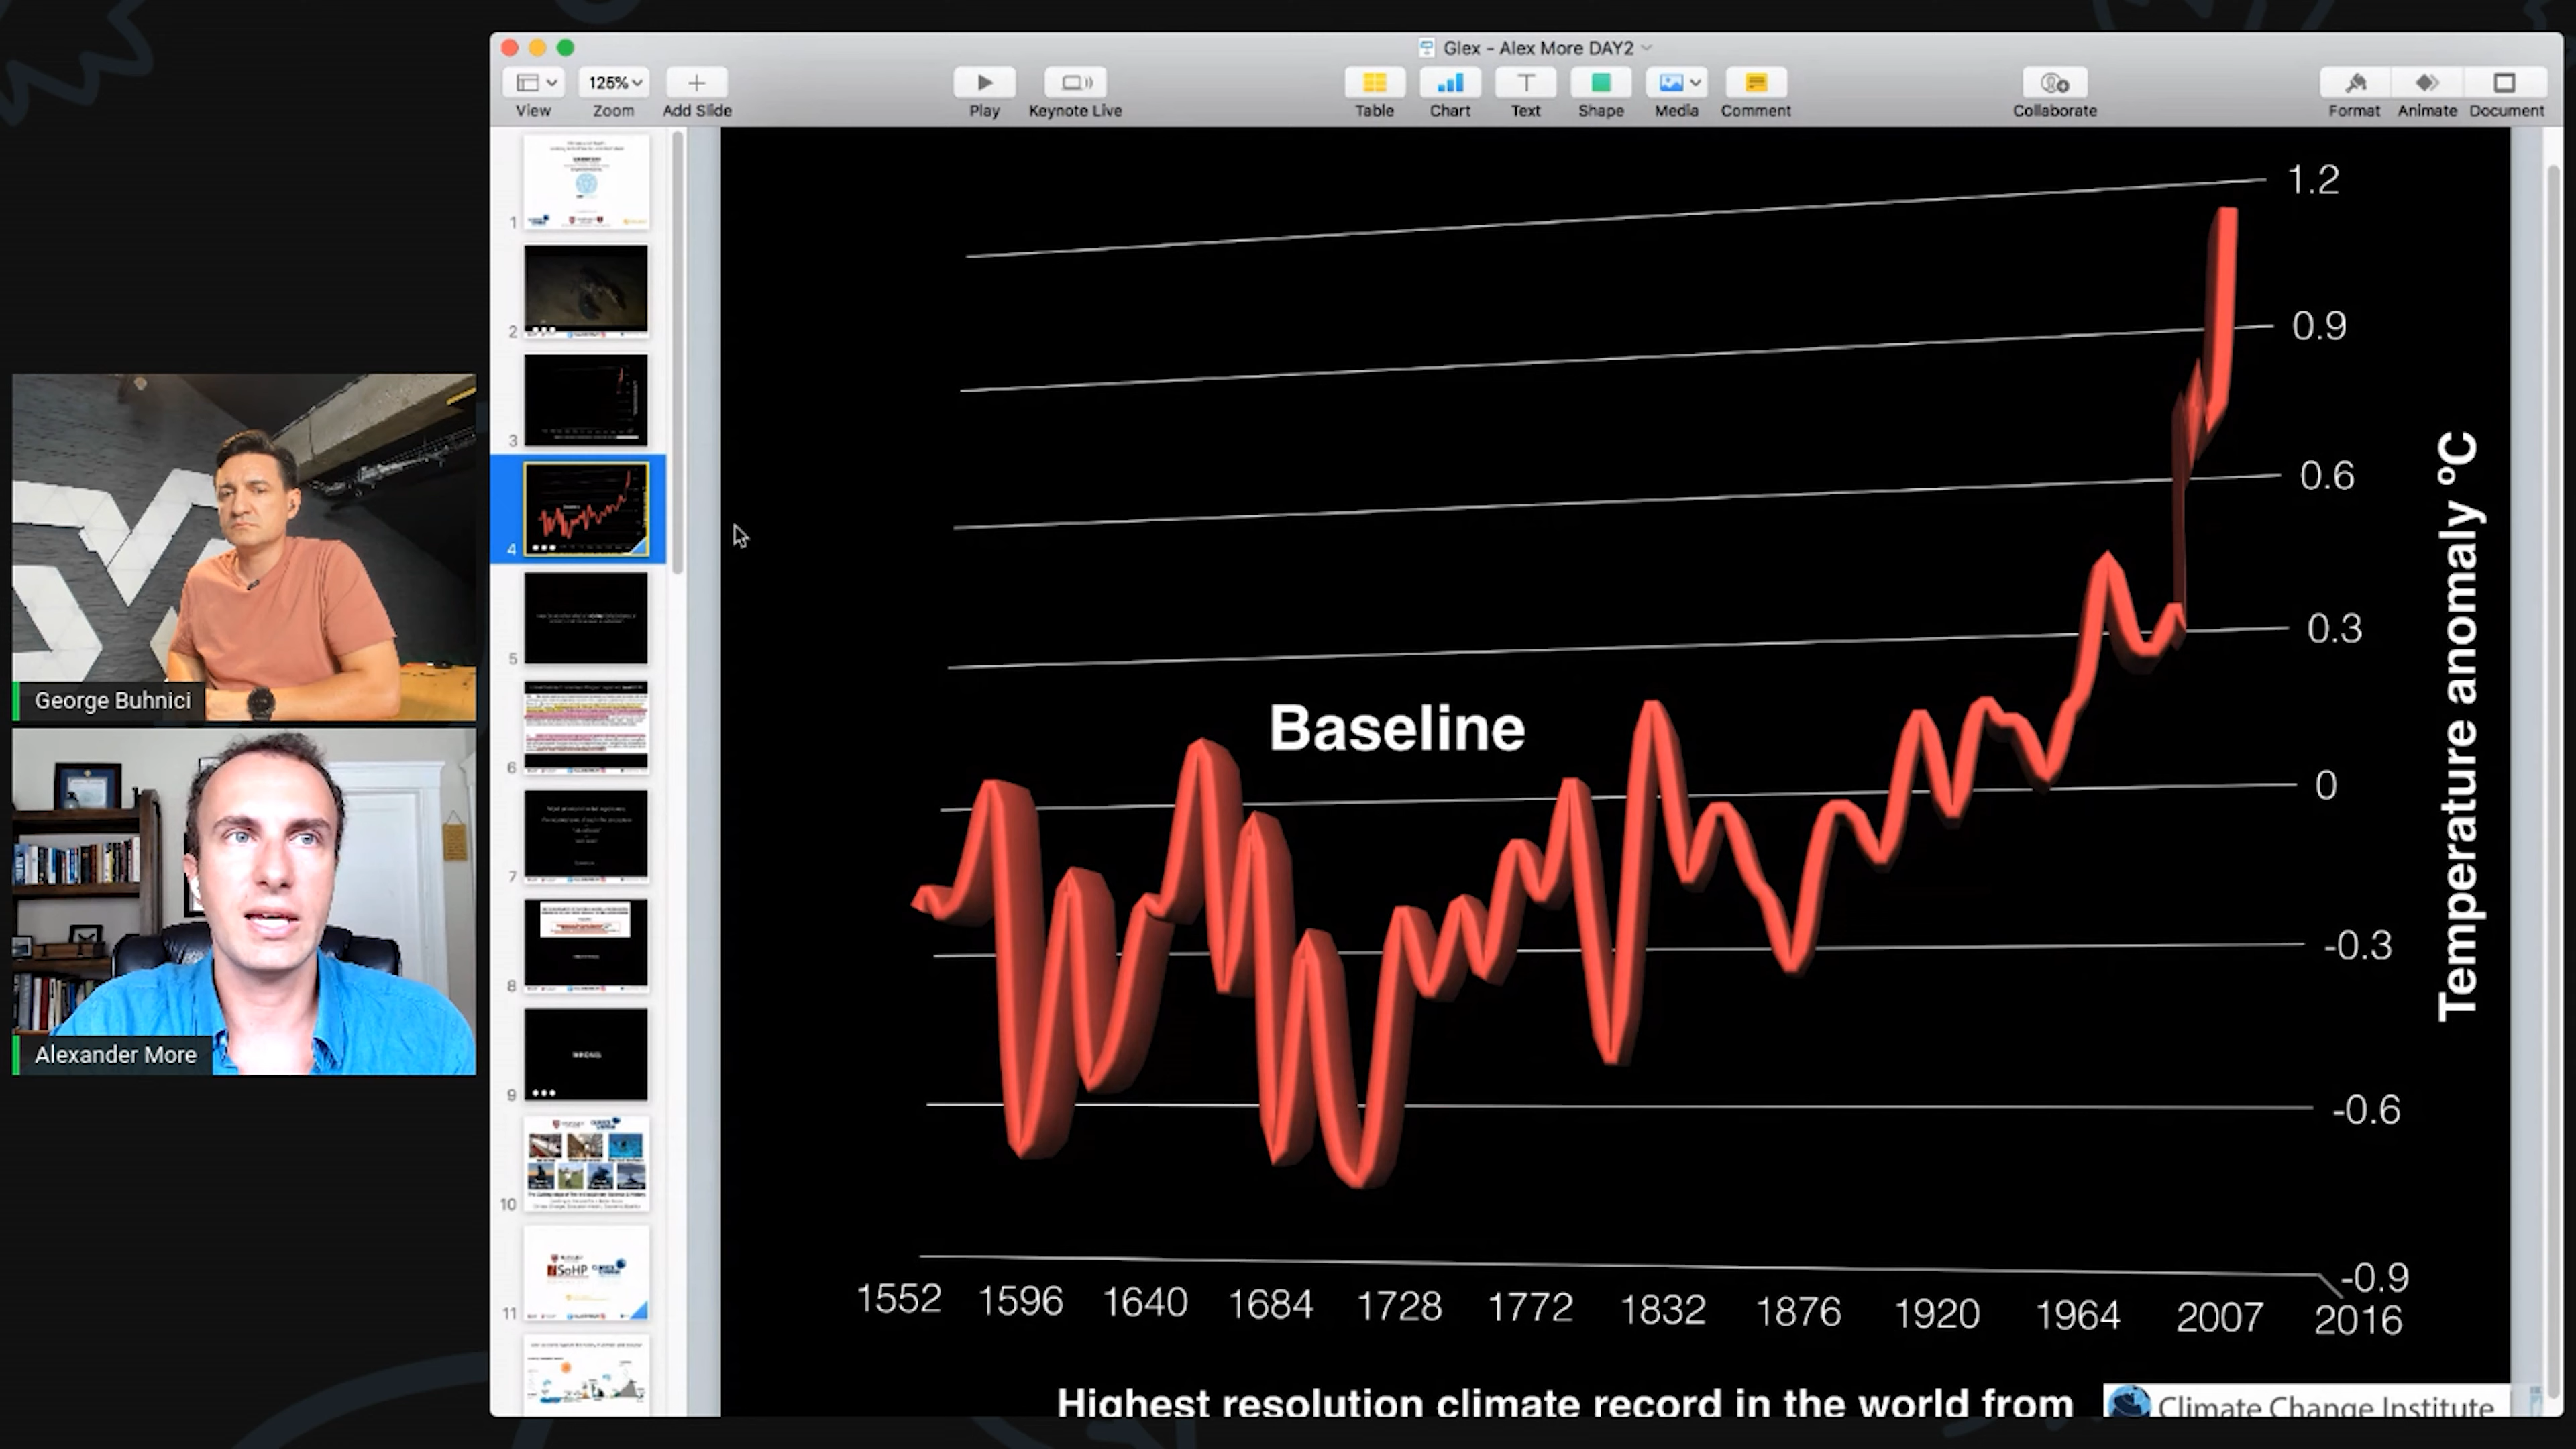 Glex - Alex More DAY2
125%
View
Zoom
Add Slide
Play
Keynote Live
Table
Chart
Text
Shape
Media
Comment
Collaborate
Format
Animate
Document
1
2
3
4
5
6
7
8
9
WRONG
10
11
SoHP
George Buhnici
Alexander More
1.2
0.9
0.6
0.3
0
-0.3
-0.6
-0.9
Baseline
Temperature anomaly ºC
1552 1596 1640 1684 1728 1772 1832 1876 1920 1964 2007 2016
Highest resolution climate record in the world from
Climate Change Institute